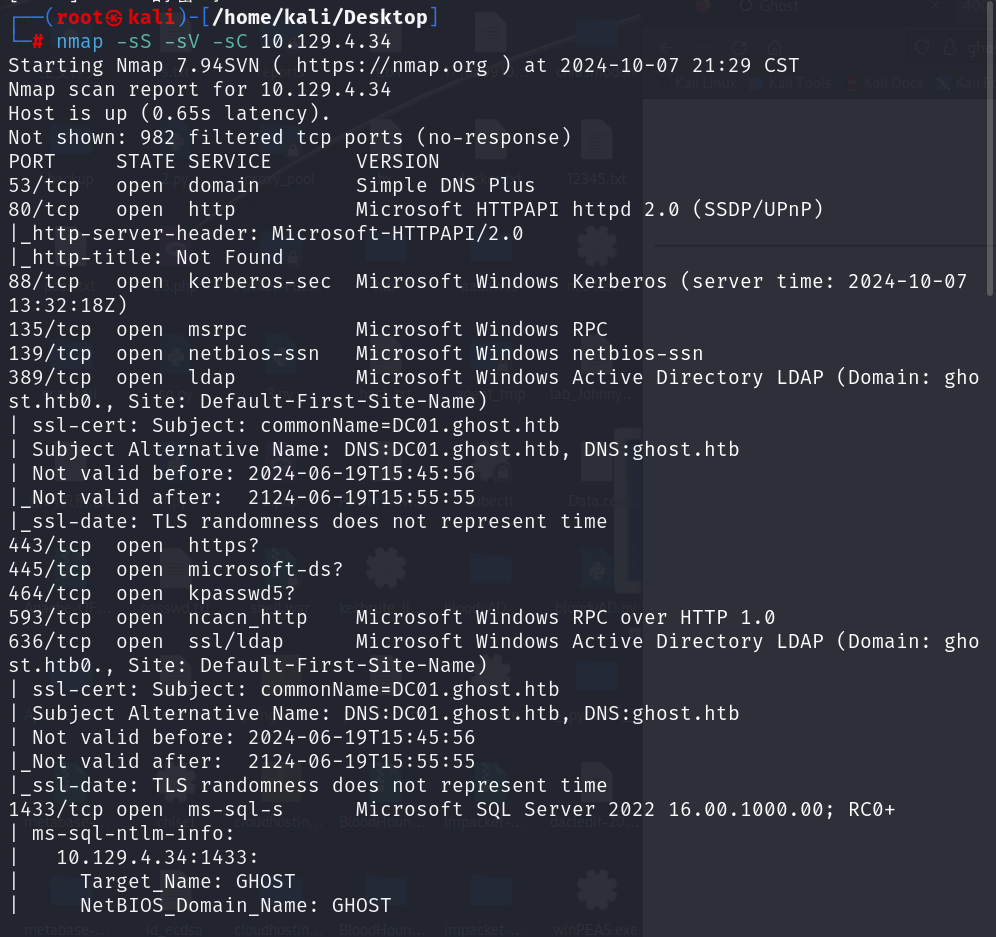 ┌──(root㉿kali)-[/home/kali/Desktop]
└─# nmap -sS -sV -sC 10.129.4.34
Starting Nmap 7.94SVN ( https://nmap.org ) at 2024-10-07 21:29 CST
Nmap scan report for 10.129.4.34
Host is up (0.65s latency).
Not shown: 982 filtered tcp ports (no-response)
PORT     STATE SERVICE       VERSION
53/tcp   open  domain        Simple DNS Plus
80/tcp   open  http          Microsoft HTTPAPI httpd 2.0 (SSDP/UPnP)
|_http-server-header: Microsoft-HTTPAPI/2.0
|_http-title: Not Found
88/tcp   open  kerberos-sec  Microsoft Windows Kerberos (server time: 2024-10-07
13:32:18Z)
135/tcp  open  msrpc         Microsoft Windows RPC
139/tcp  open  netbios-ssn   Microsoft Windows netbios-ssn
389/tcp  open  ldap          Microsoft Windows Active Directory LDAP (Domain: gho
st.htb0., Site: Default-First-Site-Name)
| ssl-cert: Subject: commonName=DC01.ghost.htb
| Subject Alternative Name: DNS:DC01.ghost.htb, DNS:ghost.htb
| Not valid before: 2024-06-19T15:45:56
|_Not valid after:  2124-06-19T15:55:55
|_ssl-date: TLS randomness does not represent time
443/tcp  open  https?
445/tcp  open  microsoft-ds?
464/tcp  open  kpasswd5?
593/tcp  open  ncacn_http    Microsoft Windows RPC over HTTP 1.0
636/tcp  open  ssl/ldap      Microsoft Windows Active Directory LDAP (Domain: gho
st.htb0., Site: Default-First-Site-Name)
| ssl-cert: Subject: commonName=DC01.ghost.htb
| Subject Alternative Name: DNS:DC01.ghost.htb, DNS:ghost.htb
| Not valid before: 2024-06-19T15:45:56
|_Not valid after:  2124-06-19T15:55:55
|_ssl-date: TLS randomness does not represent time
1433/tcp open  ms-sql-s      Microsoft SQL Server 2022 16.00.1000.00; RC0+
| ms-sql-ntlm-info:
|   10.129.4.34:1433:
|     Target_Name: GHOST
|     NetBIOS_Domain_Name: GHOST
Ghost
Kali Linux
Kali Tools
Kali Docs
12345.txt
winPEAS.exe